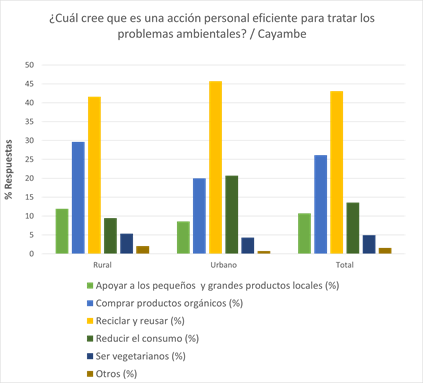 ¿Cuál cree que es una acción personal eficiente para tratar los
problemas ambientales? / Cayambe
% Respuestas
50
45
40
35
30
25
20
15
10
5
0
Rural
Urbano
Total
Apoyar a los pequeños y grandes productos locales (%)
Comprar productos orgánicos (%)
Reciclar y reusar (%)
Reducir el consumo (%)
Ser vegetarianos (%)
Otros (%)